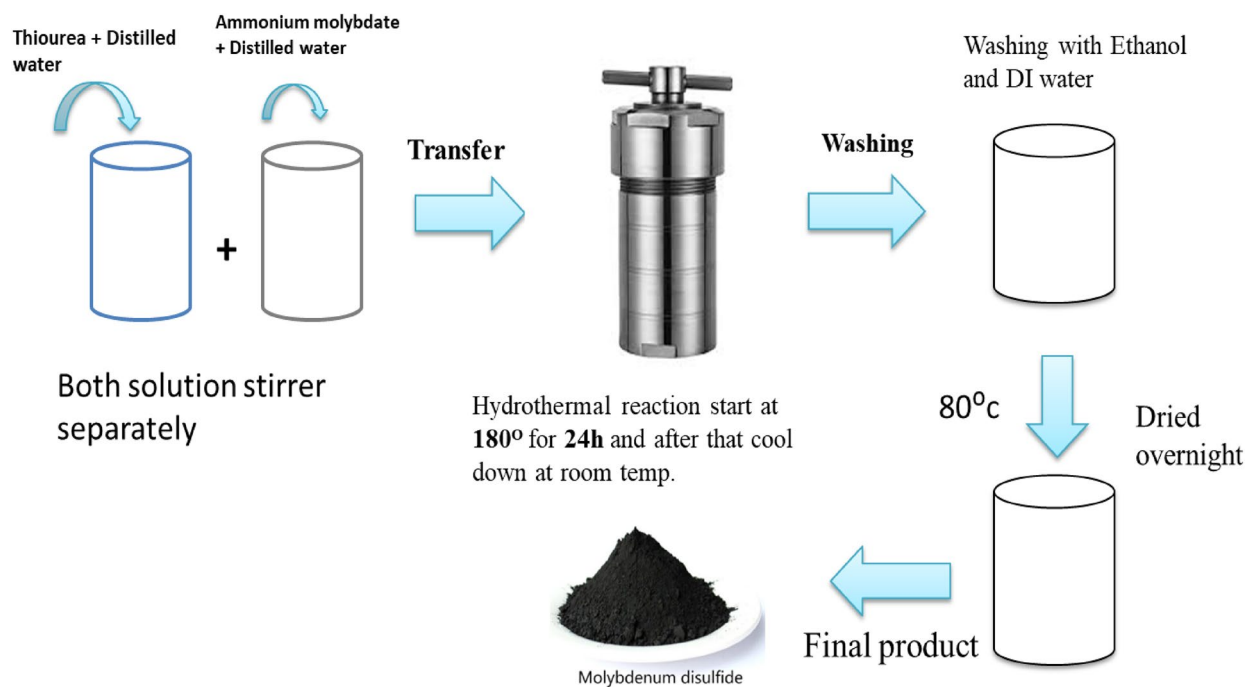 Thiourea + Distilled
water
Ammonium molybdate
+ Distilled water
+
Both solution stirrer
separately
Transfer
Hydrothermal reaction start at
180⁰ for 24h and after that cool
down at room temp.
Washing
Washing with Ethanol
and DI water
80⁰c
Dried
overnight
Final product
Molybdenum disulfide